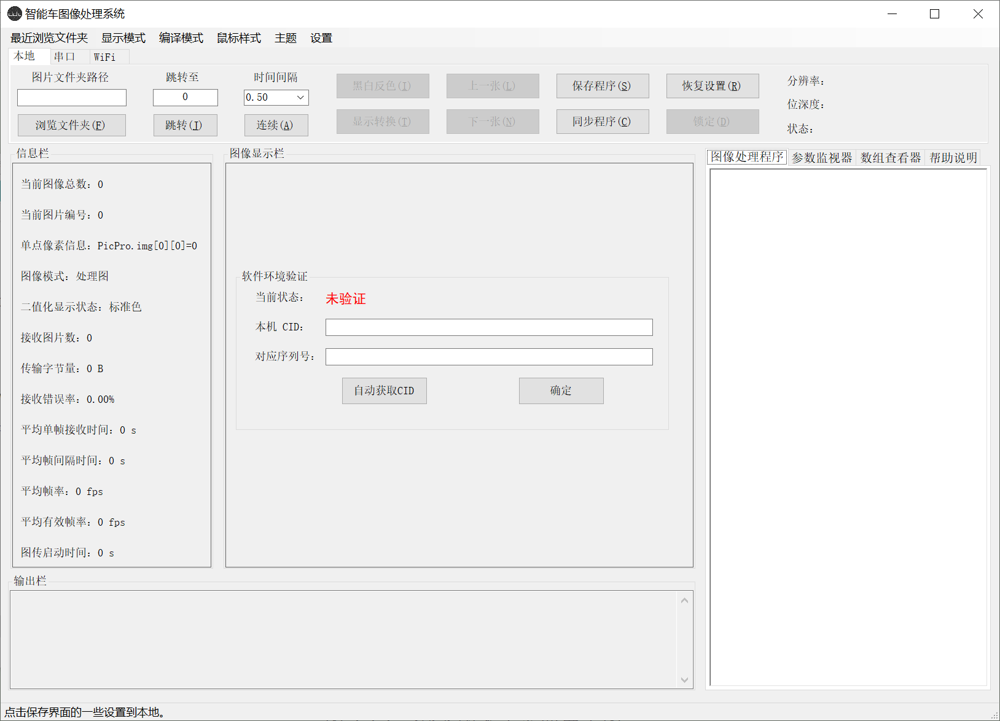 智能车图像处理系统
最近浏览文件夹 显示模式 编译模式 鼠标样式 主题 设置
本地 串口 WiFi
图片文件夹路径 跳转至 时间间隔
0 0.50
浏览文件夹(F) 跳转(J) 连续(A)
黑白反色(I) 上一张(L) 保存程序(S) 恢复设置(R)
显示转换(T) 下一张(N) 同步程序(C) 锁定(D)
分辨率：
位深度：
状态：
信息栏
当前图像总数：0
当前图片编号：0
单点像素信息：PicPro.img[0][0]=0
图像模式：处理图
二值化显示状态：标准色
接收图片数：0
传输字节量：0 B
接收错误率：0.00%
平均单帧接收时间：0 s
平均帧间隔时间：0 s
平均帧率：0 fps
平均有效帧率：0 fps
图传启动时间：0 s
图像显示栏
软件环境验证
当前状态： 未验证
本机 CID：
对应序列号：
自动获取CID 确定
图像处理程序 参数监视器 数组查看器 帮助说明
输出栏
点击保存界面的一些设置到本地。